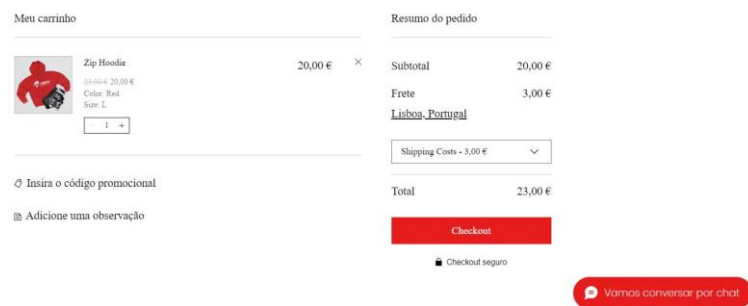 Meu carrinho
Zip Hoodie
23,00 € 20,00 €
Color: Red
Size: L
- 1 +
20,00 €
×
Insira o código promocional
Adicione uma observação
Resumo do pedido
Subtotal 20,00 €
Frete 3,00 €
Lisboa, Portugal
Shipping Costs - 3,00 €
Total 23,00 €
Checkout
Checkout seguro
Vamos conversar por chat